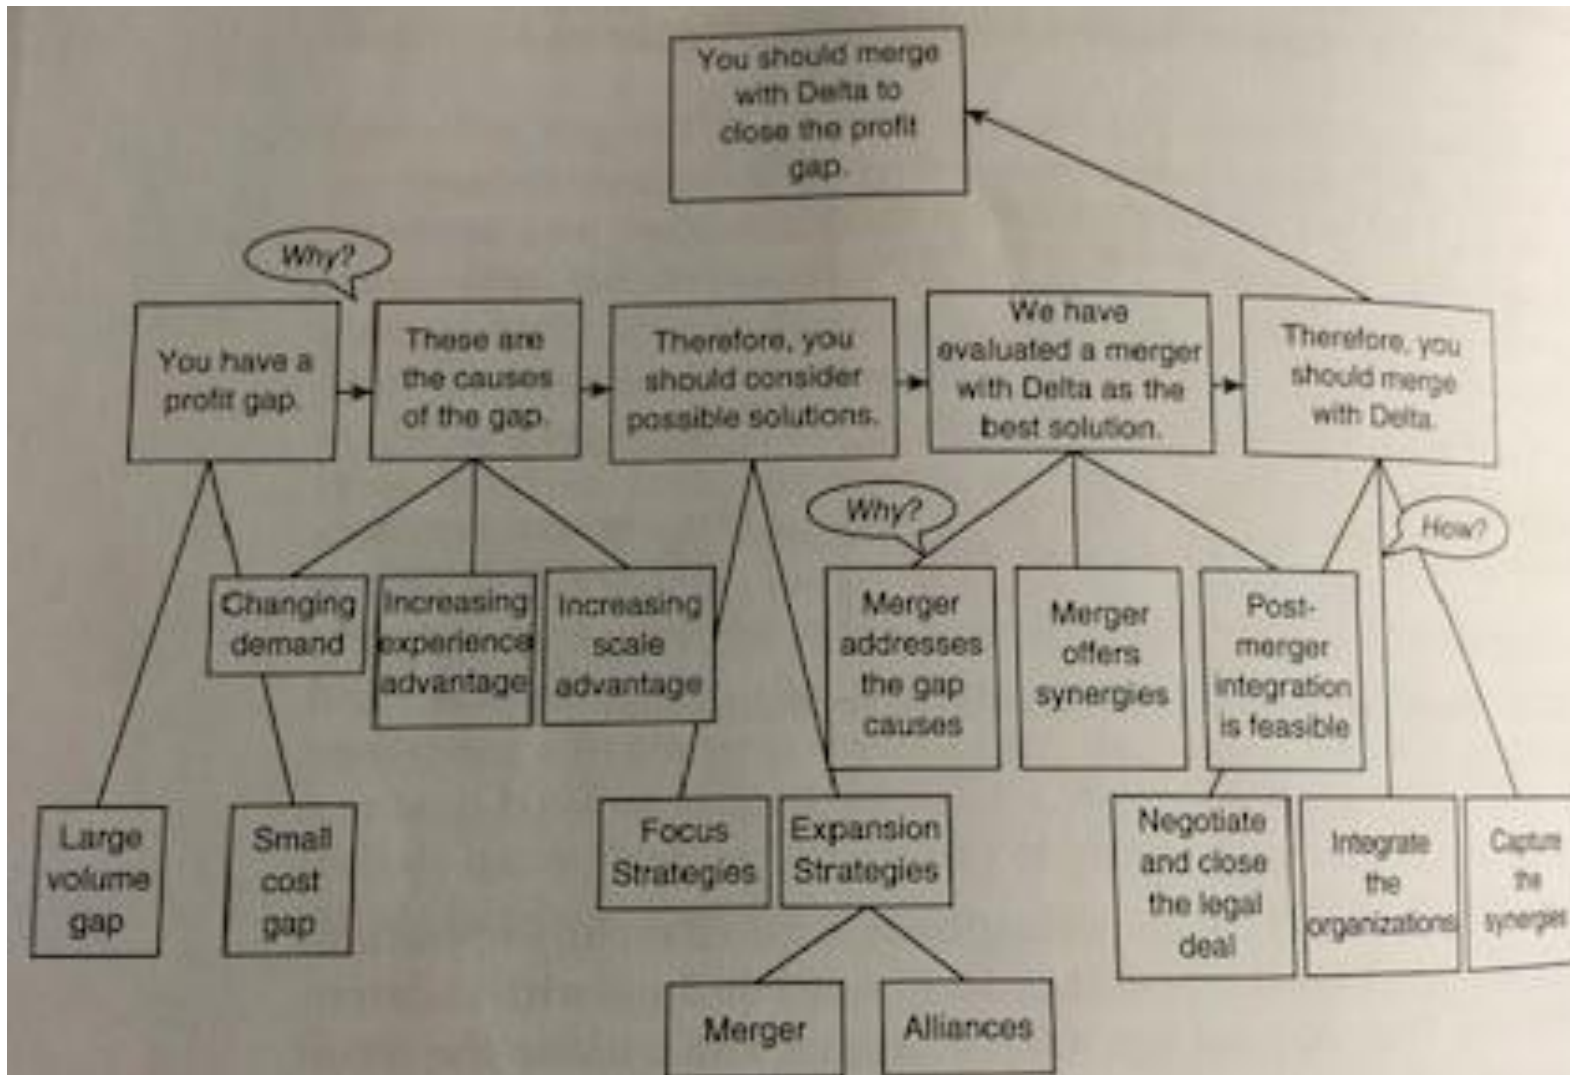 You should merge
with Delta to
close the profit
gap.
Why?
You have a
profit gap.
These are
the causes
of the gap.
Therefore, you
should consider
possible solutions.
We have
evaluated a merger
with Delta as the
best solution.
Therefore, you
should merge
with Delta.
Why?
How?
Changing
demand
Increasing
experience
advantage
Increasing
scale
advantage
Merger
addresses
the gap
causes
Merger
offers
synergies
Post-
merger
integration
is feasible
Large
volume
gap
Small
cost
gap
Focus
Strategies
Expansion
Strategies
Negotiate
and close
the legal
deal
Integrate
the
organizations
Capture
the
synergies
Merger
Alliances